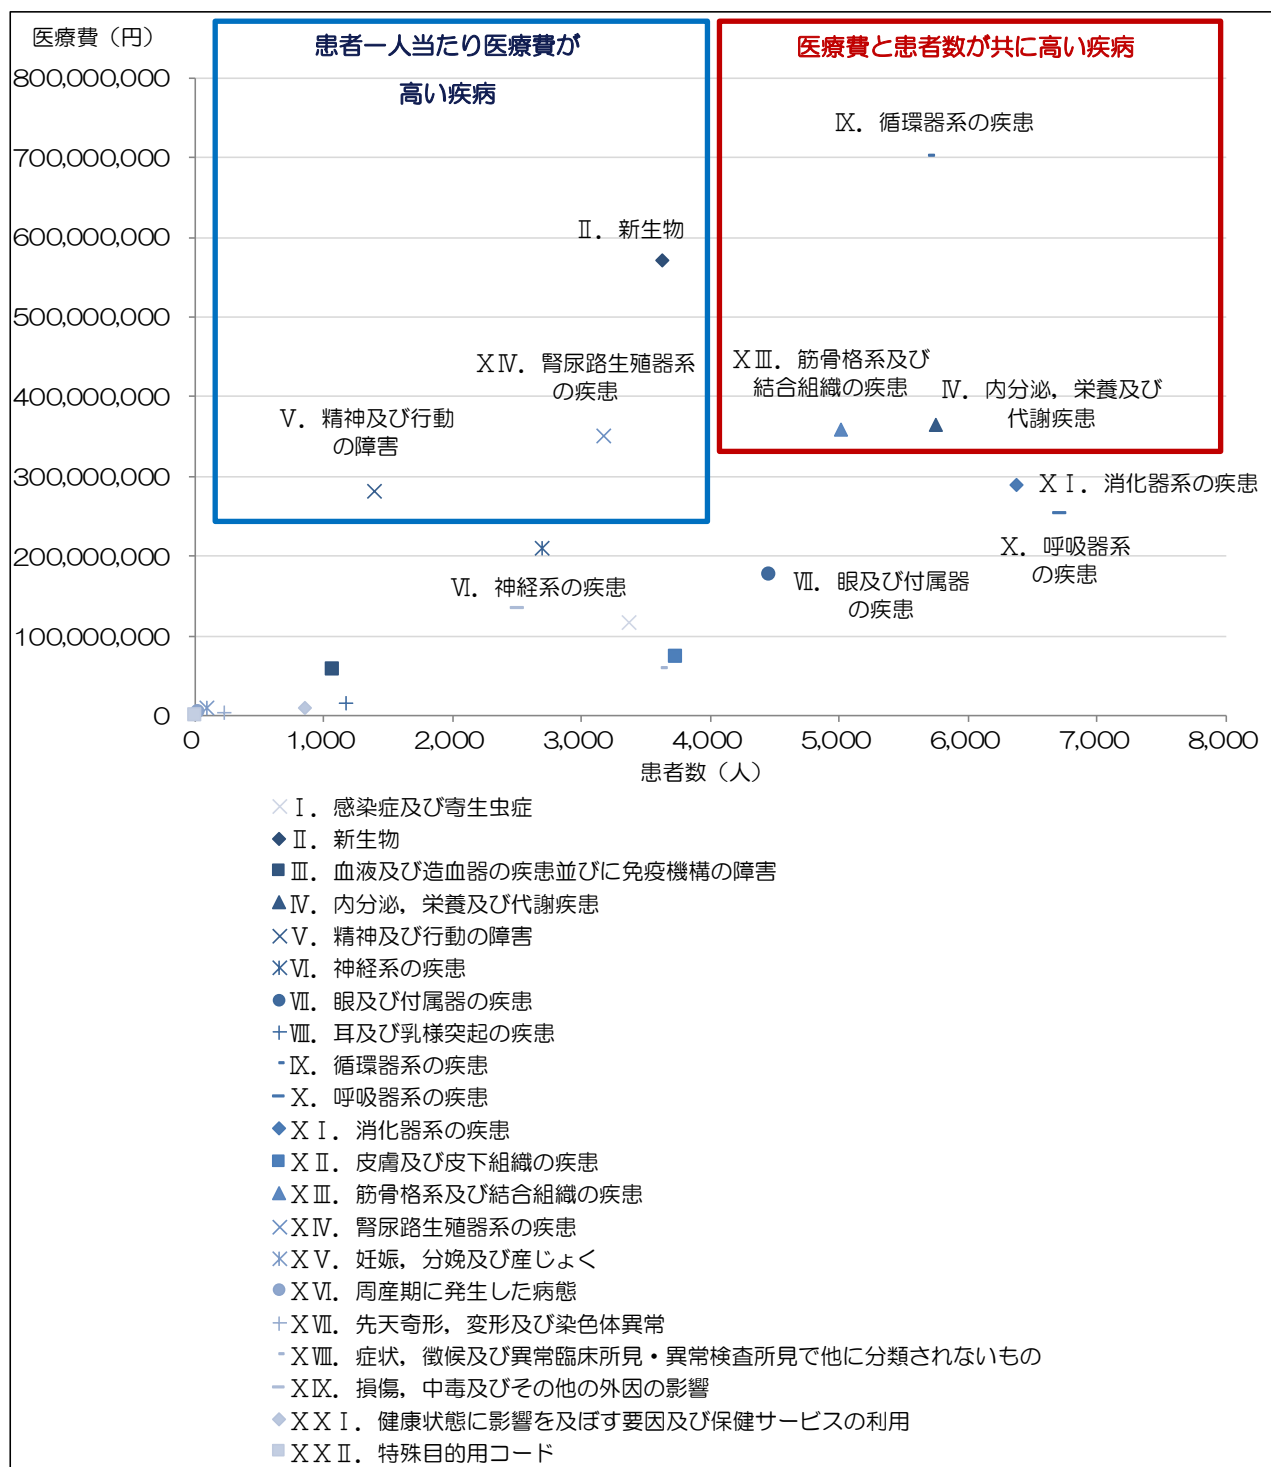 医療費（円）
患者一人当たり医療費が
高い疾病
医療費と患者数が共に高い疾病
800,000,000
700,000,000
600,000,000
500,000,000
400,000,000
300,000,000
200,000,000
100,000,000
0
Ⅸ．循環器系の疾患
Ⅱ．新生物
ⅩⅣ．腎尿路生殖器系
の疾患
ⅩⅢ．筋骨格系及び
結合組織の疾患
Ⅳ．内分泌，栄養及び
代謝疾患
Ⅴ．精神及び行動
の障害
ⅩⅠ．消化器系の疾患
Ⅹ．呼吸器系
の疾患
Ⅵ．神経系の疾患
Ⅶ．眼及び付属器
の疾患
0
1,000
2,000
3,000
4,000
5,000
6,000
7,000
8,000
患者数（人）
Ⅰ．感染症及び寄生虫症
Ⅱ．新生物
Ⅲ．血液及び造血器の疾患並びに免疫機構の障害
Ⅳ．内分泌，栄養及び代謝疾患
Ⅴ．精神及び行動の障害
Ⅵ．神経系の疾患
Ⅶ．眼及び付属器の疾患
Ⅷ．耳及び乳様突起の疾患
Ⅸ．循環器系の疾患
Ⅹ．呼吸器系の疾患
ⅩⅠ．消化器系の疾患
ⅩⅡ．皮膚及び皮下組織の疾患
ⅩⅢ．筋骨格系及び結合組織の疾患
ⅩⅣ．腎尿路生殖器系の疾患
ⅩⅤ．妊娠，分娩及び産じょく
ⅩⅥ．周産期に発生した病態
ⅩⅦ．先天奇形，変形及び染色体異常
ⅩⅧ．症状，徴候及び異常臨床所見・異常検査所見で他に分類されないもの
ⅩⅨ．損傷，中毒及びその他の外因の影響
ⅩⅩⅠ．健康状態に影響を及ぼす要因及び保健サービスの利用
ⅩⅩⅡ．特殊目的用コード